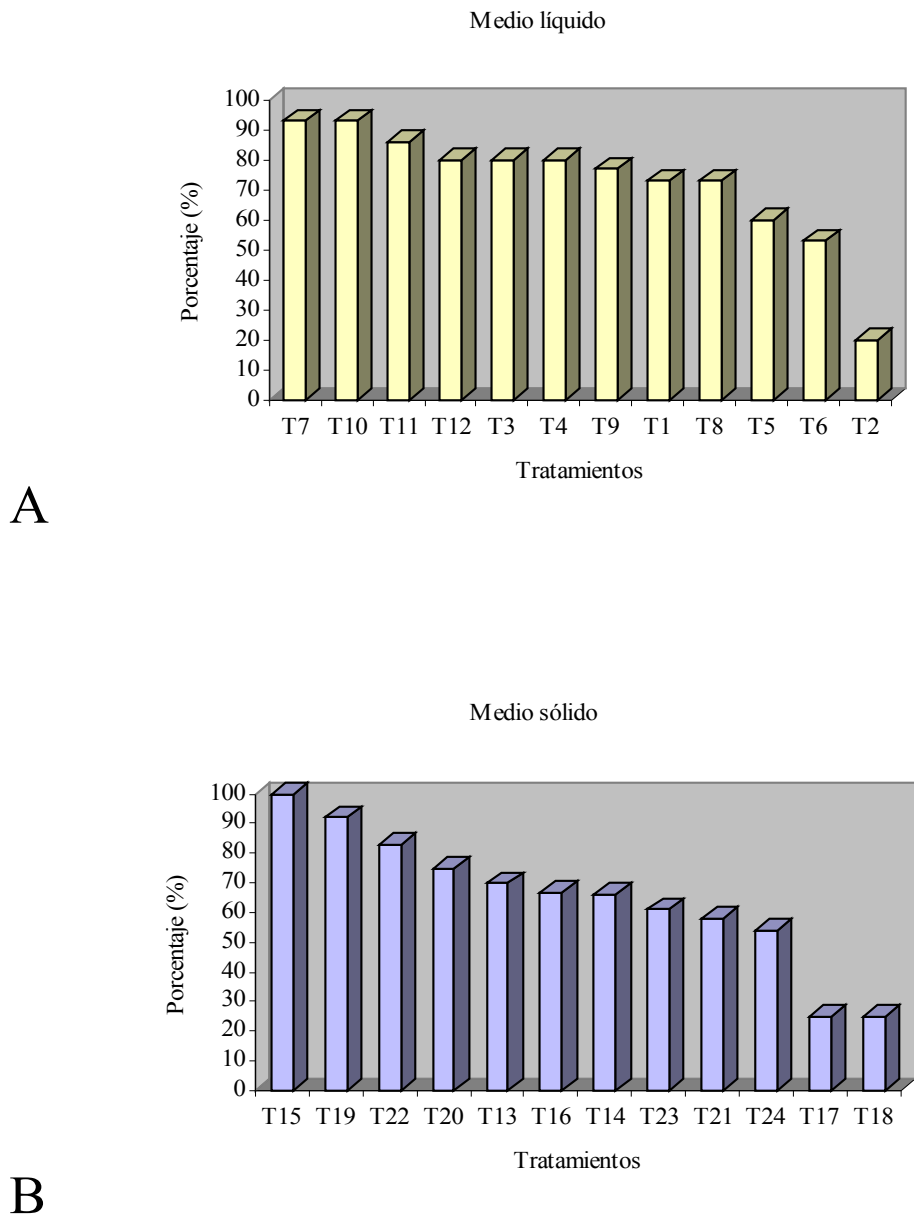 Medio líquido
100
90
80
70
60
50
40
30
20
10
0
Porcentaje (%)
T7 T10 T11 T12 T3 T4 T9 T1 T8 T5 T6 T2
Tratamientos
A
Medio sólido
100
90
80
70
60
50
40
30
20
10
0
Porcentaje (%)
T15 T19 T22 T20 T13 T16 T14 T23 T21 T24 T17 T18
Tratamientos
B